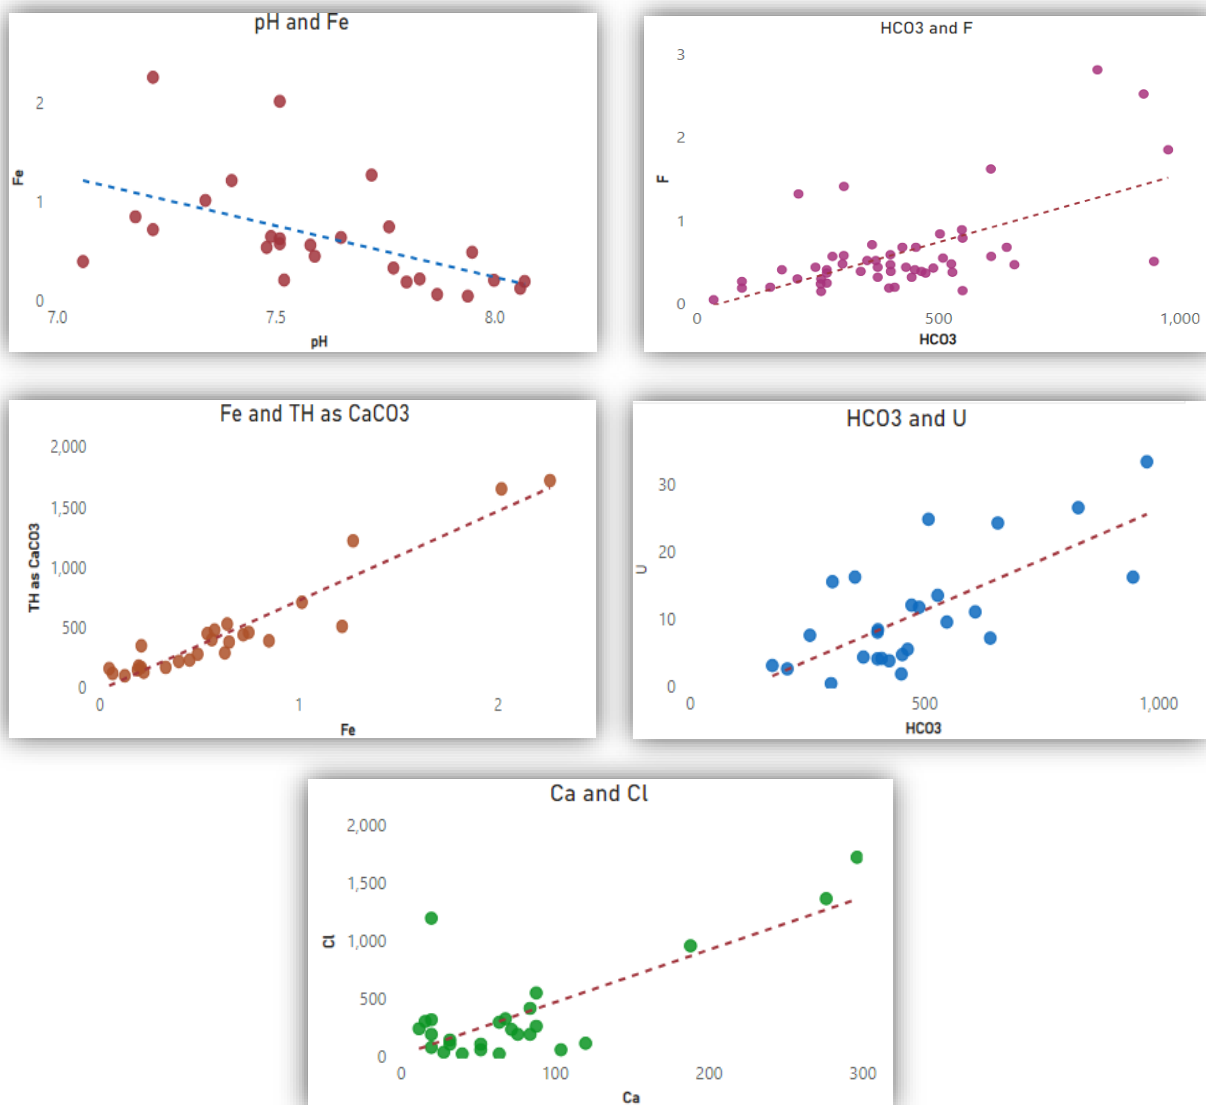 pH and Fe
2
Fe
1
0
7.0 7.5 8.0
pH
HCO3 and F
3
2
F
1
0
0 500 1,000
HCO3
Fe and TH as CaCO3
2,000
1,500
TH as CaCO3
1,000
500
0
0 1 2
Fe
HCO3 and U
30
20
U
10
0
0 500 1,000
HCO3
Ca and Cl
2,000
1,500
Cl
1,000
500
0
0 100 200 300
Ca